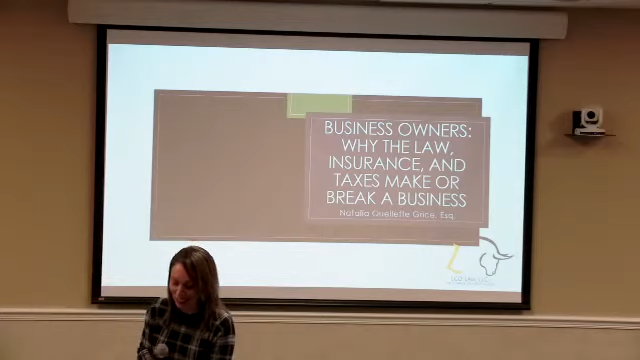 BUSINESS OWNERS:
WHY THE LAW,
INSURANCE, AND
TAXES MAKE OR
BREAK A BUSINESS
Natalia Ouellette Grice, Esq.